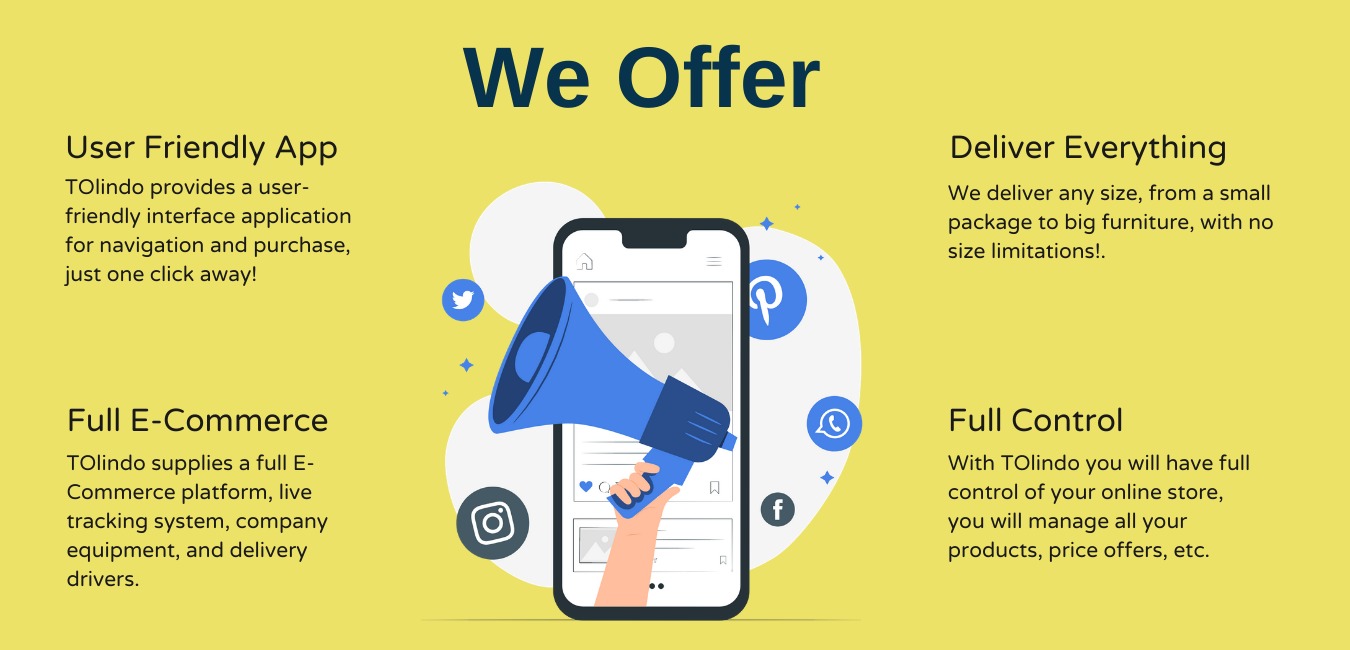 We Offer
User Friendly App
TOlindo provides a user-
friendly interface application
for navigation and purchase,
just one click away!
Deliver Everything
We deliver any size, from a small
package to big furniture, with no
size limitations!.
Full E-Commerce
TOlindo supplies a full E-
Commerce platform, live
tracking system, company
equipment, and delivery
drivers.
Full Control
With TOlindo you will have full
control of your online store,
you will manage all your
products, price offers, etc.